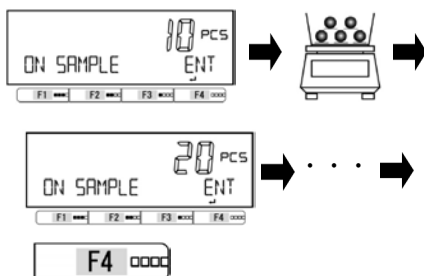 10 PCS
ON SAMPLE ENT
F1 F2 F3 F4
20 PCS
ON SAMPLE ENT
F1 F2 F3 F4
F4